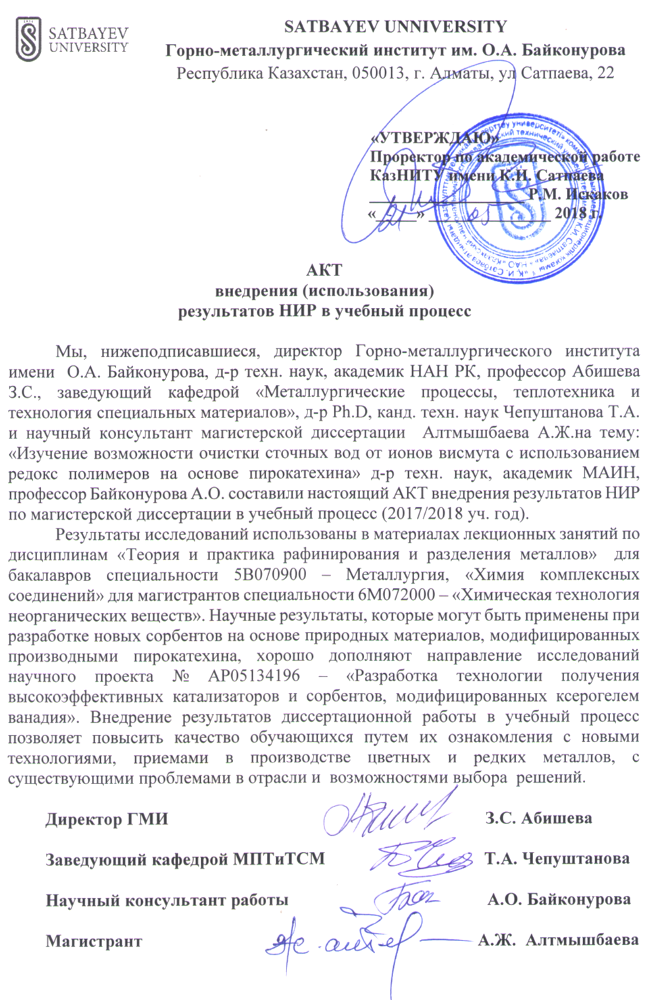 SATBAYEV
UNIVERSITY
SATBAYEV UNNIVERSITY
Горно-металлургический институт им. О.А. Байконурова
Республика Казахстан, 050013, г. Алматы, ул Сатпаева, 22
«УТВЕРЖДАЮ»
Проректор по академической работе
КазНИТУ имени К.И. Сатпаева
Р.М. Искаков
«21» 05 2018 г.
АКТ
внедрения (использования)
результатов НИР в учебный процесс
Мы, нижеподписавшиеся, директор Горно-металлургического института
имени О.А. Байконурова, д-р техн. наук, академик НАН РК, профессор Абишева
З.С., заведующий кафедрой «Металлургические процессы, теплотехника и
технология специальных материалов», д-р Ph.D, канд. техн. наук Чепуштанова Т.А.
и научный консультант магистерской диссертации Алтмышбаева А.Ж.на тему:
«Изучение возможности очистки сточных вод от ионов висмута с использованием
редокс полимеров на основе пирокатехина» д-р техн. наук, академик МАИН,
профессор Байконурова А.О. составили настоящий АКТ внедрения результатов НИР
по магистерской диссертации в учебный процесс (2017/2018 уч. год).
Результаты исследований использованы в материалах лекционных занятий по
дисциплинам «Теория и практика рафинирования и разделения металлов» для
бакалавров специальности 5В070900 – Металлургия, «Химия комплексных
соединений» для магистрантов специальности 6М072000 – «Химическая технология
неорганических веществ». Научные результаты, которые могут быть применены при
разработке новых сорбентов на основе природных материалов, модифицированных
производными пирокатехина, хорошо дополняют направление исследований
научного проекта № АР05134196 – «Разработка технологии получения
высокоэффективных катализаторов и сорбентов, модифицированных ксерогелем
ванадия». Внедрение результатов диссертационной работы в учебный процесс
позволяет повысить качество обучающихся путем их ознакомления с новыми
технологиями, приемами в производстве цветных и редких металлов, с
существующими проблемами в отрасли и возможностями выбора решений.
Директор ГМИ З.С. Абишева
Заведующий кафедрой МПТиТСМ Т.А. Чепуштанова
Научный консультант работы А.О. Байконурова
Магистрант А.Ж. Алтмышбаева